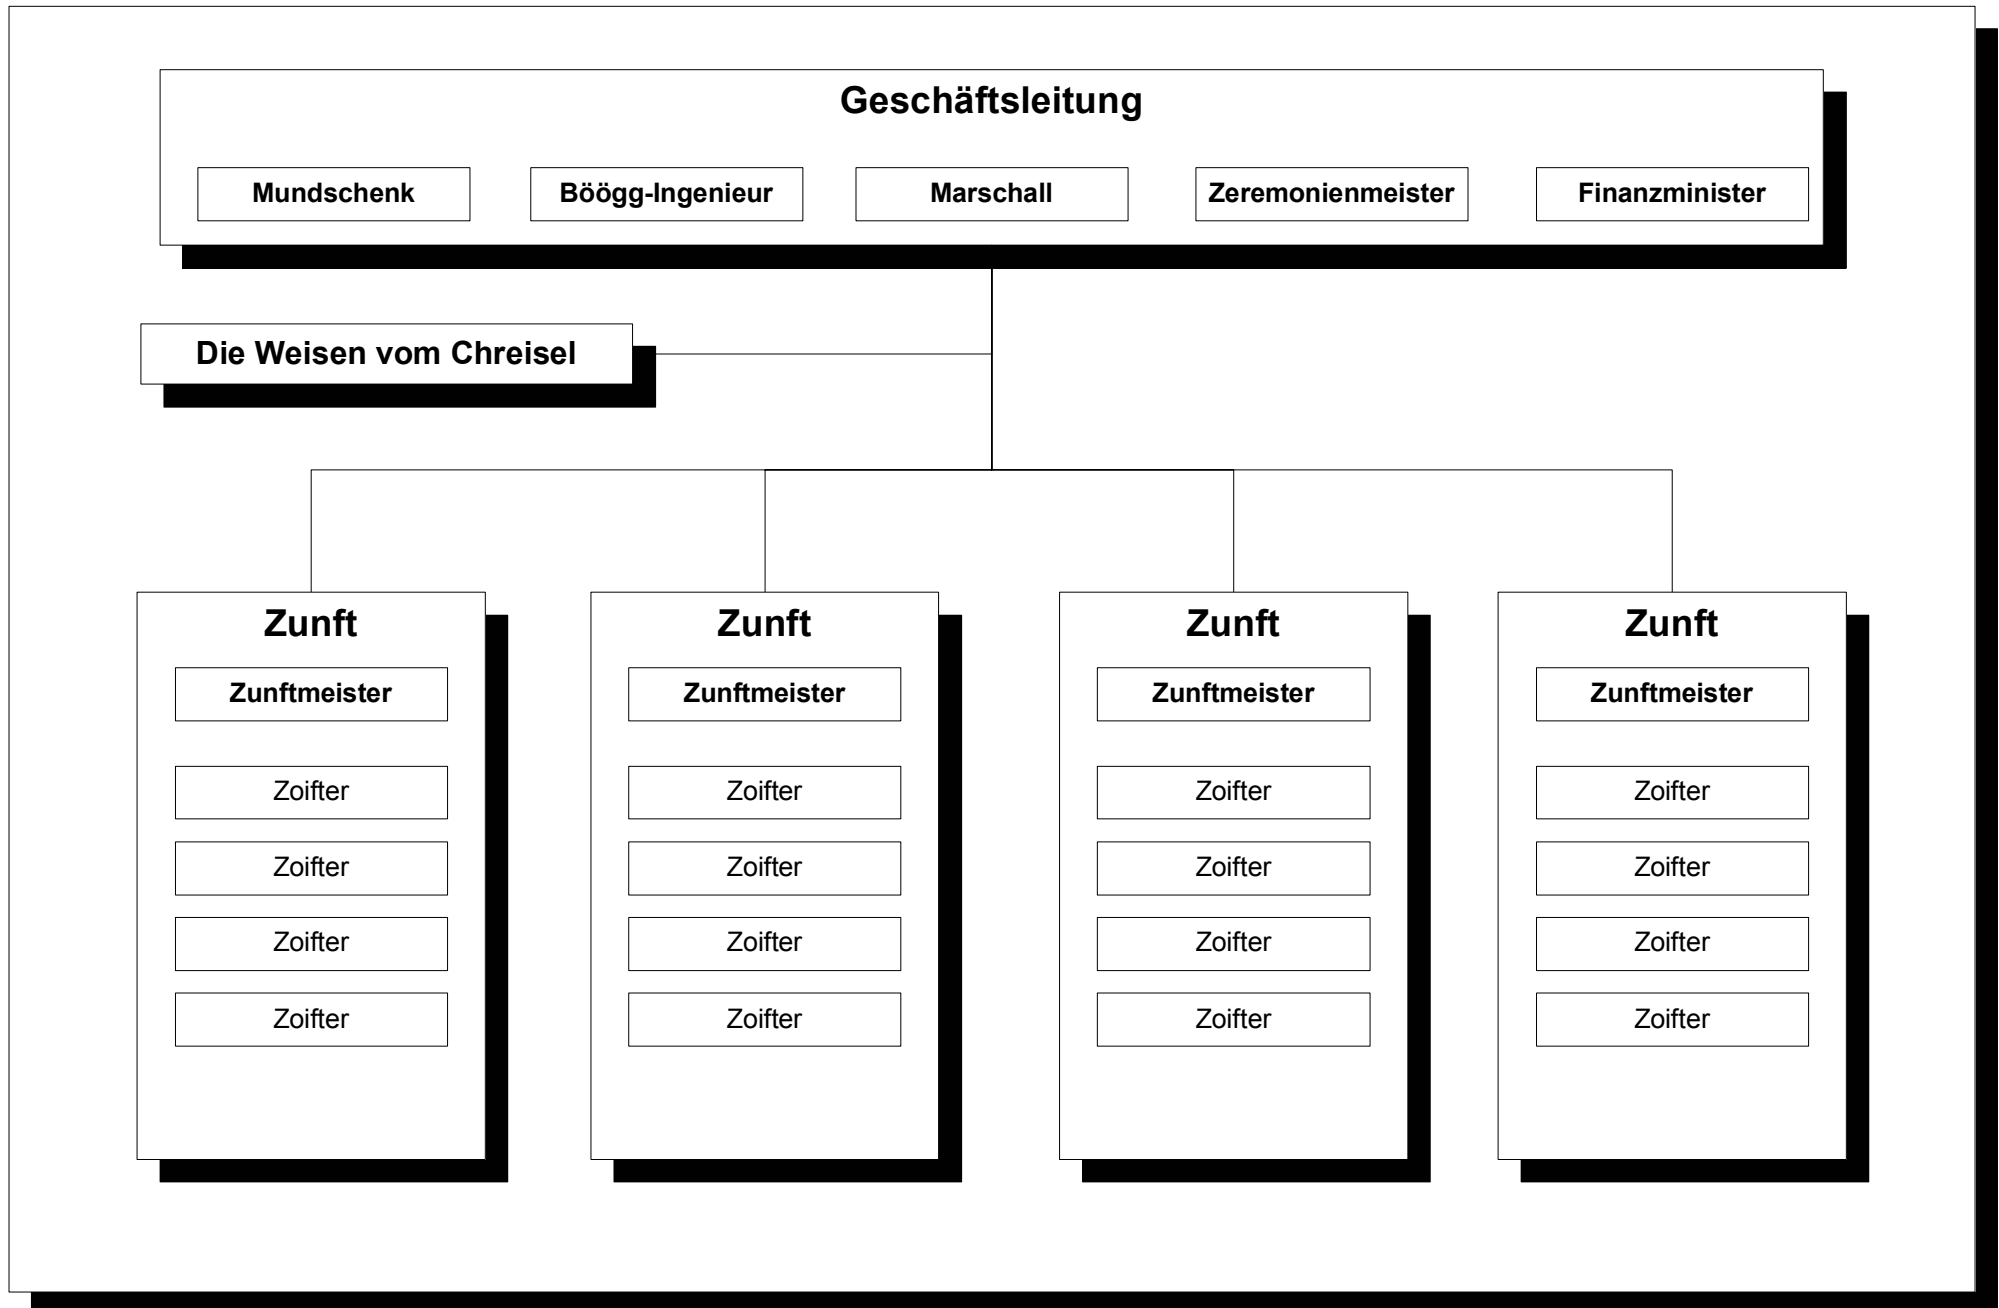 Geschäftsleitung
Mundschenk
Böögg-Ingenieur
Marschall
Zeremonienmeister
Finanzminister
Die Weisen vom Chreisel
Zunft
Zunftmeister
Zoifter
Zoifter
Zoifter
Zoifter
Zunft
Zunftmeister
Zoifter
Zoifter
Zoifter
Zoifter
Zunft
Zunftmeister
Zoifter
Zoifter
Zoifter
Zoifter
Zunft
Zunftmeister
Zoifter
Zoifter
Zoifter
Zoifter